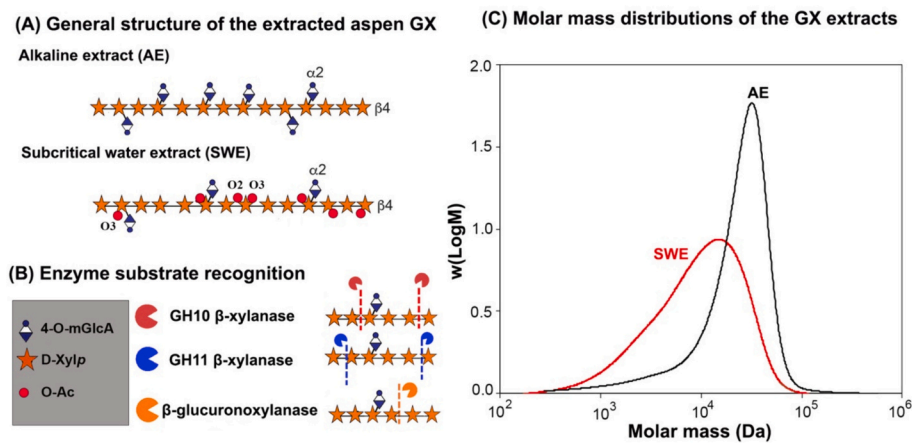 (A) General structure of the extracted aspen GX
Alkaline extract (AE)
α2
β4
Subcritical water extract (SWE)
α2
O2 O3
β4
O3
(B) Enzyme substrate recognition
4-O-mGlcA
D-Xylp
O-Ac
GH10 β-xylanase
GH11 β-xylanase
β-glucuronoxylanase
(C) Molar mass distributions of the GX extracts
w(LogM)
2.0
1.5
1.0
0.5
0.0
AE
SWE
10² 10³ 10⁴ 10⁵ 10⁶
Molar mass (Da)